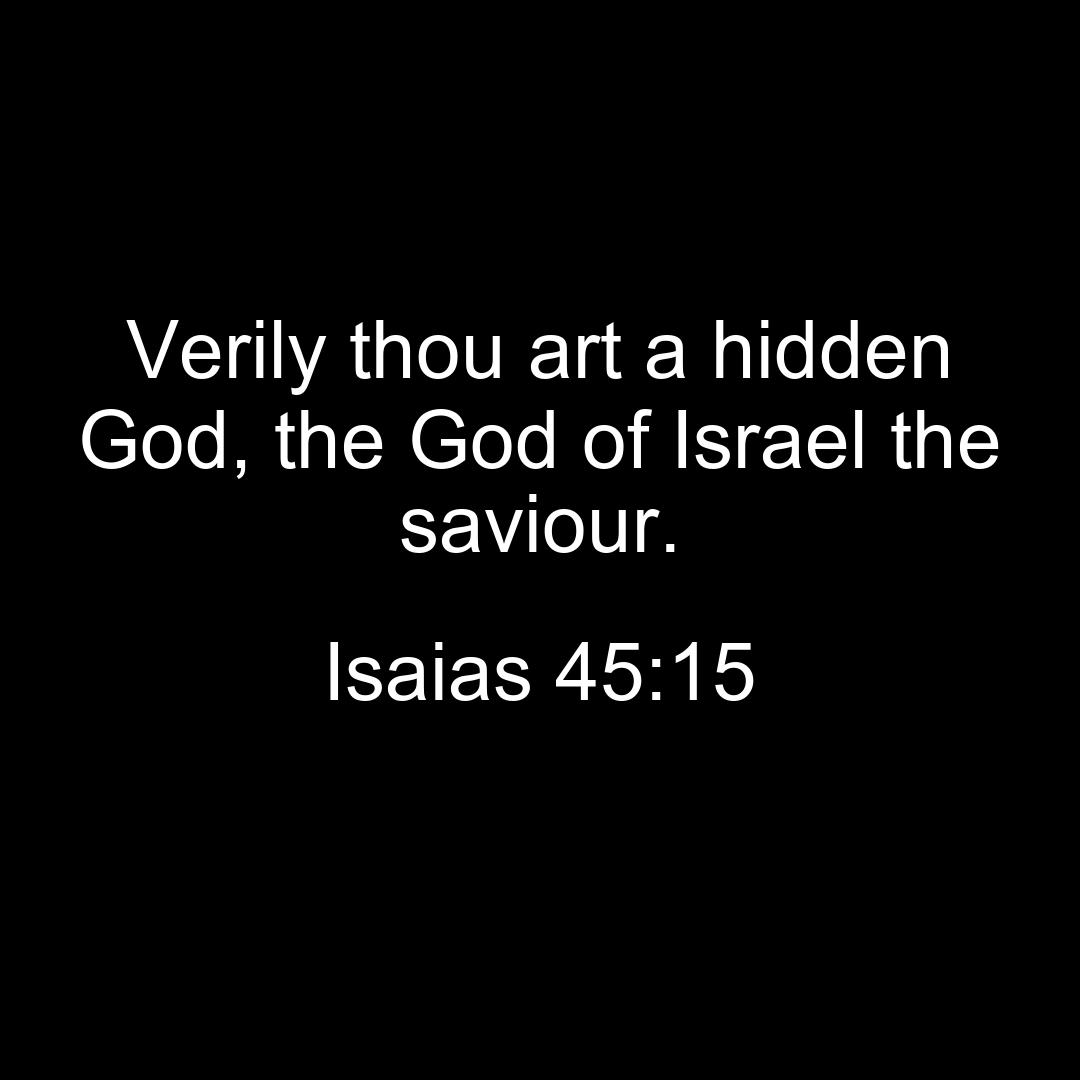 Verily thou art a hidden
God, the God of Israel the
saviour.
Isaias 45:15